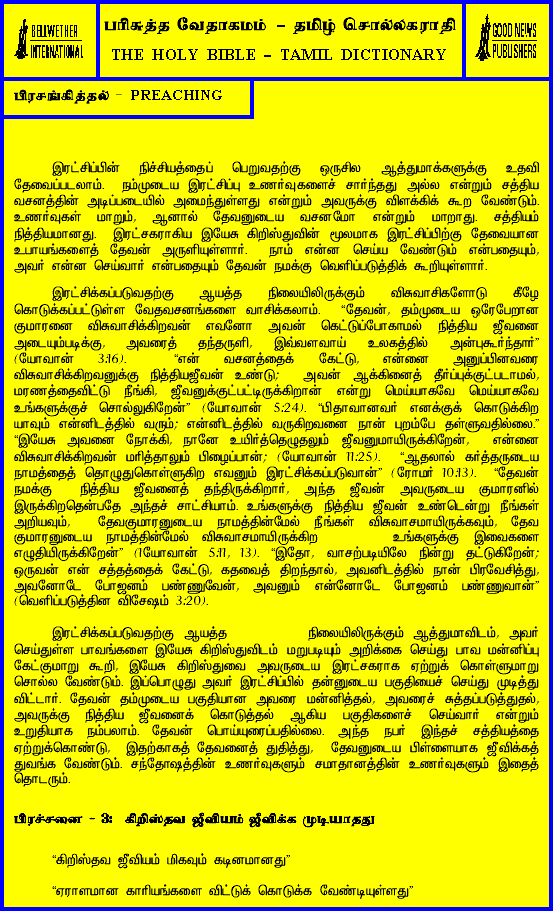 BELLWETHER
INTERNATIONAL
பரிசுத்த வேதாகமம் – தமிழ் சொல்லகராதி
THE HOLY BIBLE – TAMIL DICTIONARY
GOOD NEWS
PUBLISHERS
பிரசங்கித்தல் - PREACHING
இரட்சிப்பின் நிச்சியத்தைப் பெறுவதற்கு ஒருசில ஆத்துமாக்களுக்கு உதவி
தேவைப்படலாம். நம்முடைய இரட்சிப்பு உணர்வுகளைச் சார்ந்தது அல்ல என்றும் சத்திய
வசனத்தின் அடிப்படையில் அமைந்துள்ளது என்றும் அவருக்கு விளக்கிக் கூற வேண்டும்.
உணர்வுகள் மாறும், ஆனால் தேவனுடைய வசனமோ என்றும் மாறாது. சத்தியம்
நித்தியமானது. இரட்சகராகிய இயேசு கிறிஸ்துவின் மூலமாக இரட்சிப்பிற்கு தேவையான
உபாயங்களைத் தேவன் அருளியுள்ளார். நாம் என்ன செய்ய வேண்டும் என்பதையும்,
அவர் என்ன செய்வார் என்பதையும் தேவன் நமக்கு வெளிப்படுத்திக் கூறியுள்ளார்.
இரட்சிக்கப்படுவதற்கு ஆயத்த நிலையிலிருக்கும் விசுவாசிகளோடு கீழே
கொடுக்கப்பட்டுள்ள தேவவசனங்களை வாசிக்கலாம். “தேவன், தம்முடைய ஒரேபேறான
குமாரனை விசுவாசிக்கிறவன் எவனோ அவன் கெட்டுப்போகாமல் நித்திய ஜீவனை
அடையும்படிக்கு, அவரைத் தந்தருளி, இவ்வளவாய் உலகத்தில் அன்புகூர்ந்தார்”
(யோவான் 3:16). “என் வசனத்தைக் கேட்டு, என்னை அனுப்பினவரை
விசுவாசிக்கிறவனுக்கு நித்தியஜீவன் உண்டு; அவன் ஆக்கினைத் தீர்ப்புக்குட்படாமல்,
மரணத்தைவிட்டு நீங்கி, ஜீவனுக்குட்பட்டிருக்கிறான் என்று மெய்யாகவே மெய்யாகவே
உங்களுக்குச் சொல்லுகிறேன்” (யோவான் 5:24). “பிதாவானவர் எனக்குக் கொடுக்கிற
யாவும் என்னிடத்தில் வரும்; என்னிடத்தில் வருகிறவனை நான் புறம்பே தள்ளுவதில்லை.”
“இயேசு அவனை நோக்கி, நானே உயிர்த்தெழுதலும் ஜீவனுமாயிருக்கிறேன், என்னை
விசுவாசிக்கிறவன் மரித்தாலும் பிழைப்பான்; (யோவான் 11:25). “ஆதலால் கர்த்தருடைய
நாமத்தைத் தொழுதுகொள்ளுகிற எவனும் இரட்சிக்கப்படுவான்” (ரோமர் 10:13). “தேவன்
நமக்கு நித்திய ஜீவனைத் தந்திருக்கிறார், அந்த ஜீவன் அவருடைய குமாரனில்
இருக்கிறதென்பதே அந்தச் சாட்சியாம். உங்களுக்கு நித்திய ஜீவன் உண்டென்று நீங்கள்
அறியவும், தேவகுமாரனுடைய நாமத்தின்மேல் நீங்கள் விசுவாசமாயிருக்கவும், தேவ
குமாரனுடைய நாமத்தின்மேல் விசுவாசமாயிருக்கிற உங்களுக்கு இவைகளை
எழுதியிருக்கிறேன்” (1யோவான் 5:11, 13). “இதோ, வாசற்படியிலே நின்று தட்டுகிறேன்;
ஒருவன் என் சத்தத்தைக் கேட்டு, கதவைத் திறந்தால், அவனிடத்தில் நான் பிரவேசித்து,
அவனோடே போஜனம் பண்ணுவேன், அவனும் என்னோடே போஜனம் பண்ணுவான்”
(வெளிப்படுத்தின விசேஷம் 3:20).
இரட்சிக்கப்படுவதற்கு ஆயத்த நிலையிலிருக்கும் ஆத்துமாவிடம், அவர்
செய்துள்ள பாவங்களை இயேசு கிறிஸ்துவிடம் மறுபடியும் அறிக்கை செய்து பாவ மன்னிப்பு
கேட்குமாறு கூறி, இயேசு கிறிஸ்துவை அவருடைய இரட்சகராக ஏற்றுக் கொள்ளுமாறு
சொல்ல வேண்டும். இப்பொழுது அவர் இரட்சிப்பில் தன்னுடைய பகுதியைச் செய்து முடித்து
விட்டார். தேவன் தம்முடைய பகுதியான அவரை மன்னித்தல், அவரைச் சுத்தப்படுத்துதல்,
அவருக்கு நித்திய ஜீவனைக் கொடுத்தல் ஆகிய பகுதிகளைச் செய்வார் என்றும்
உறுதியாக நம்பலாம். தேவன் பொய்யுரைப்பதில்லை. அந்த நபர் இந்தச் சத்தியத்தை
ஏற்றுக்கொண்டு, இதற்காகத் தேவனைத் துதித்து, தேவனுடைய பிள்ளையாக ஜீவிக்கத்
துவங்க வேண்டும். சந்தோஷத்தின் உணர்வுகளும் சமாதானத்தின் உணர்வுகளும் இதைத்
தொடரும்.
பிரச்சனை - 3: கிறிஸ்தவ ஜீவியம் ஜீவிக்க முடியாதது
“கிறிஸ்தவ ஜீவியம் மிகவும் கடினமானது”
“ஏராளமான காரியங்களை விட்டுக் கொடுக்க வேண்டியுள்ளது”